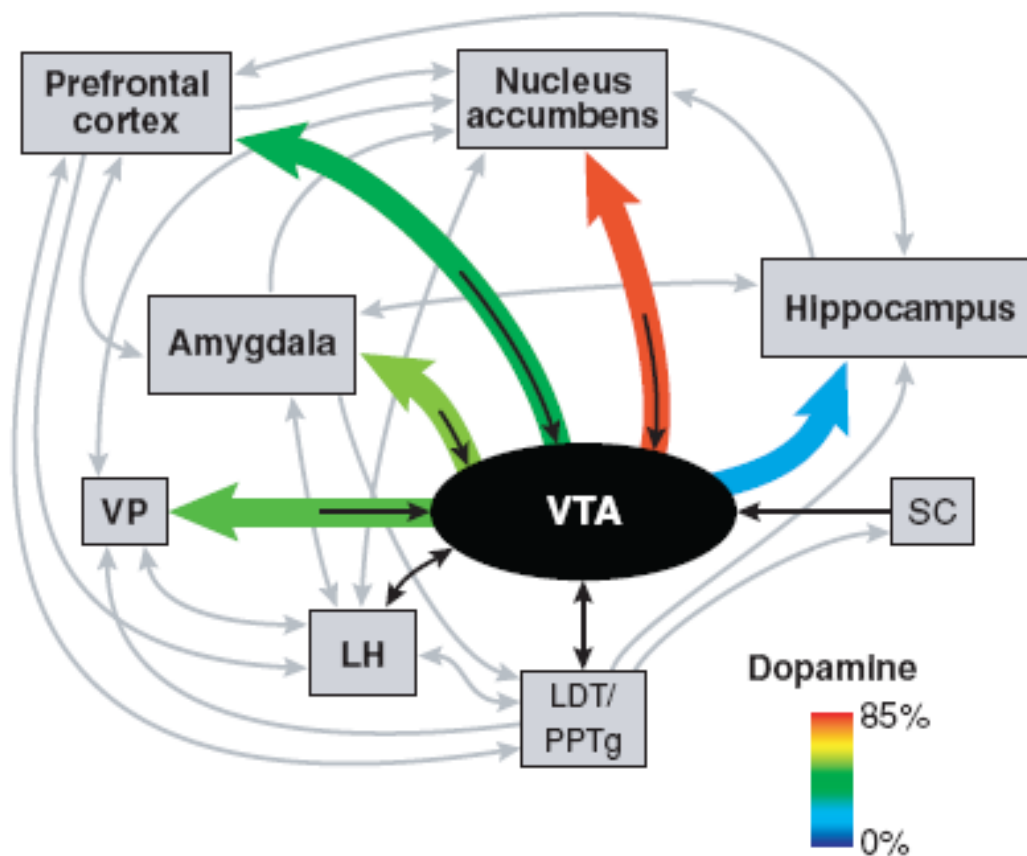 Prefrontal
cortex
Nucleus
accumbens
Hippocampus
Amygdala
VP
VTA
SC
LH
LDT/
PPTg
Dopamine
85%
0%